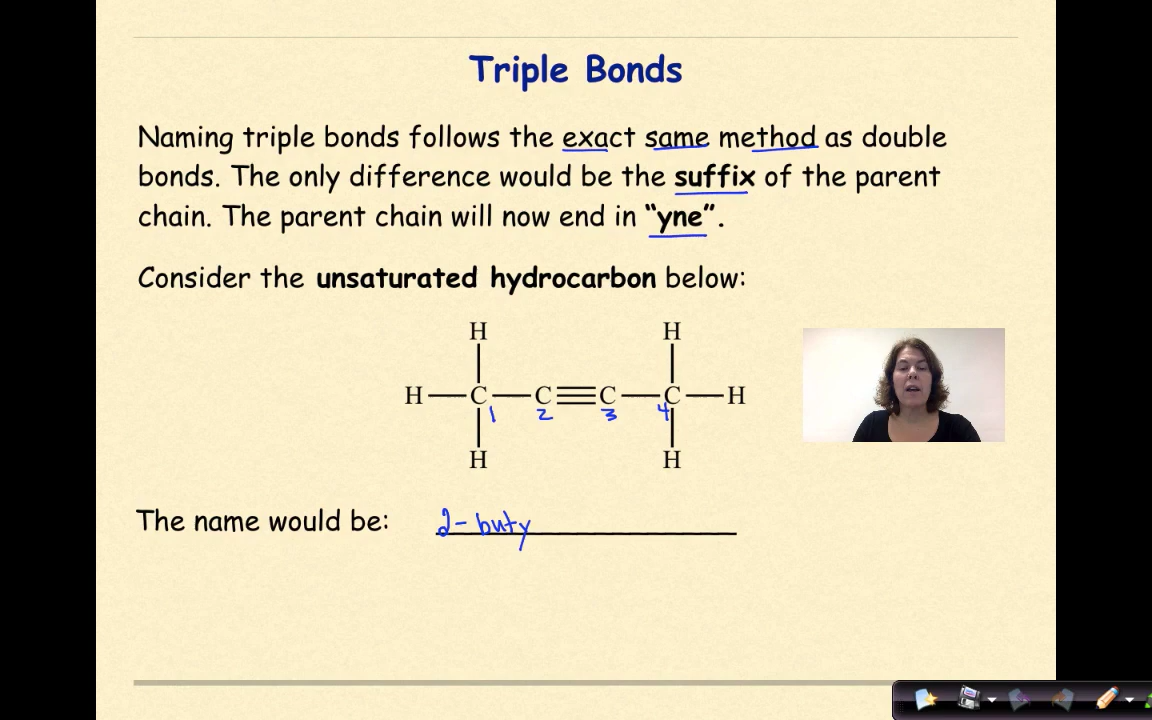 Triple Bonds
Naming triple bonds follows the exact same method as double
bonds. The only difference would be the suffix of the parent
chain. The parent chain will now end in “yne”.
Consider the unsaturated hydrocarbon below:
H H
H C C C C H
1 2 3 4
H H
The name would be: 2-buty